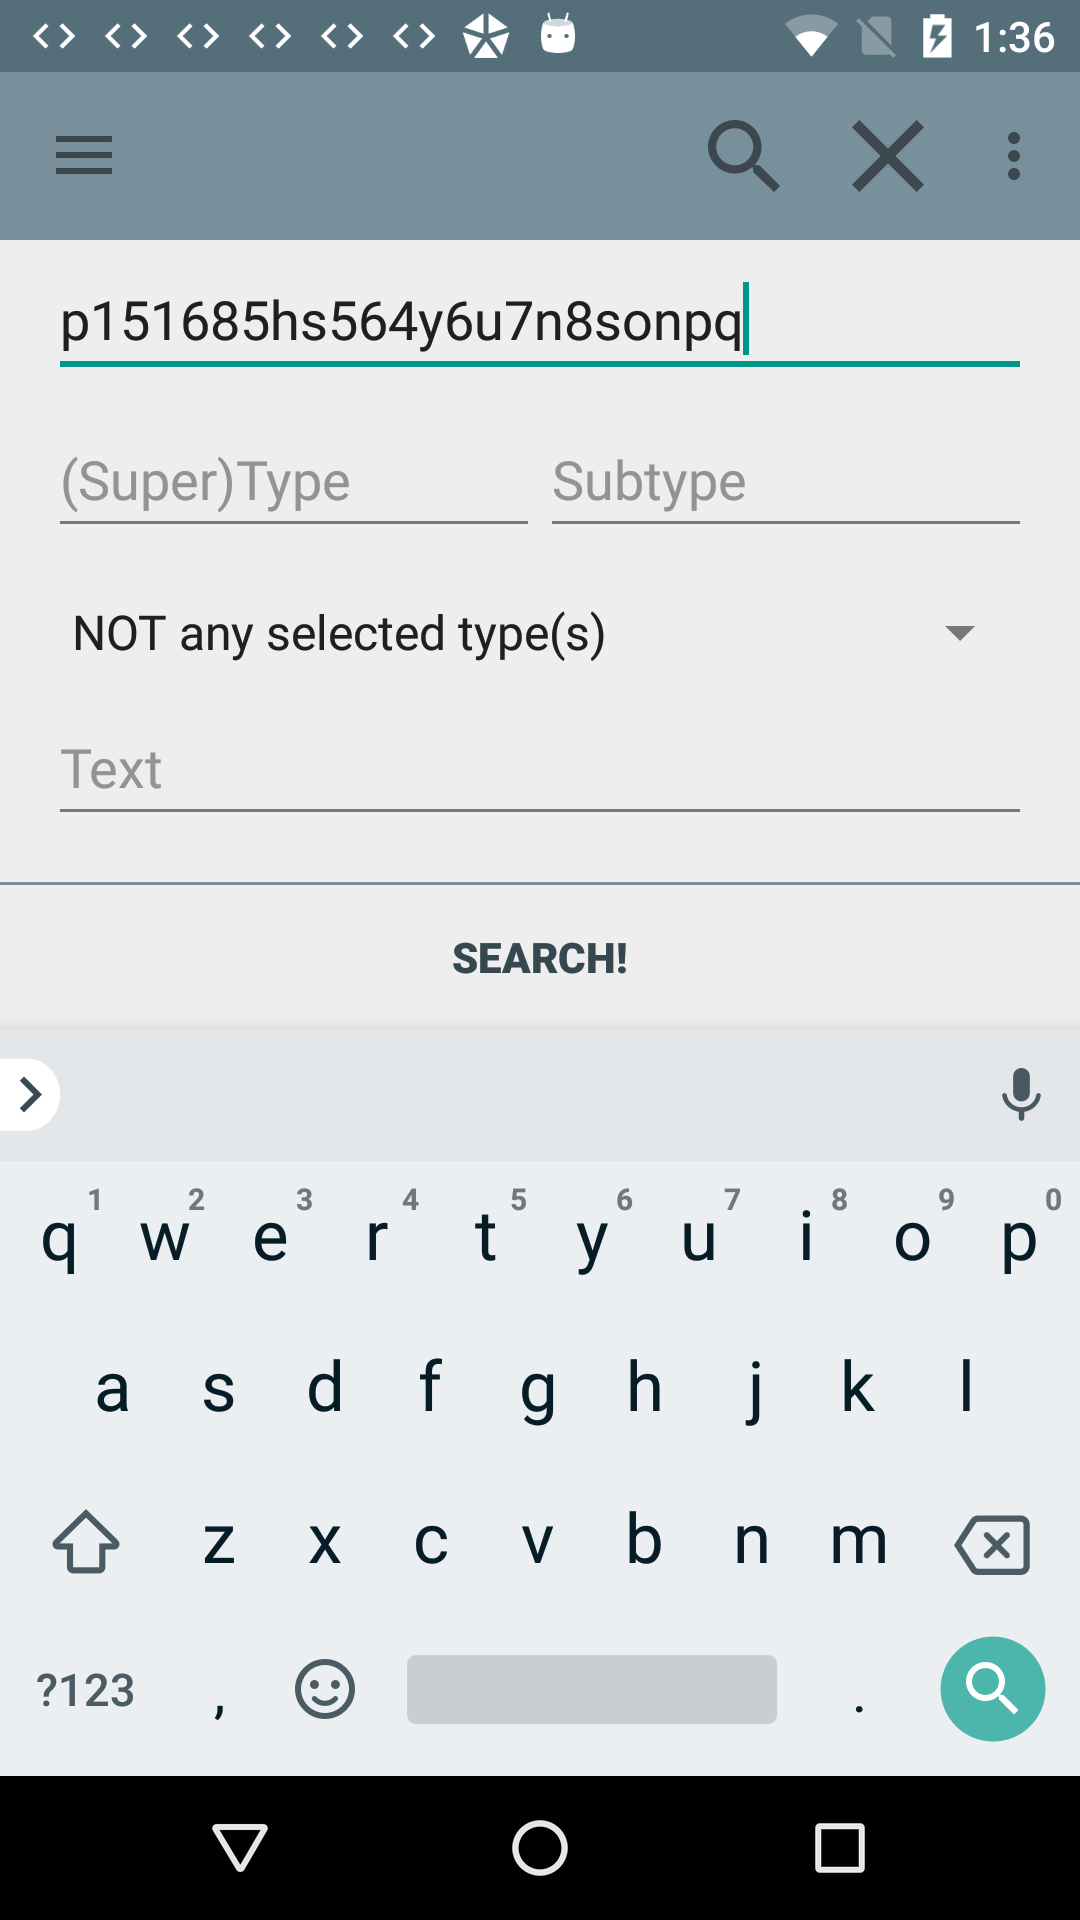 1:36
p151685hs564y6u7n8sonpq
(Super)Type Subtype
NOT any selected type(s)
Text
SEARCH!
1 2 3 4 5 6 7 8 9 0
q w e r t y u i o p
a s d f g h j k l
z x c v b n m
?123 , .